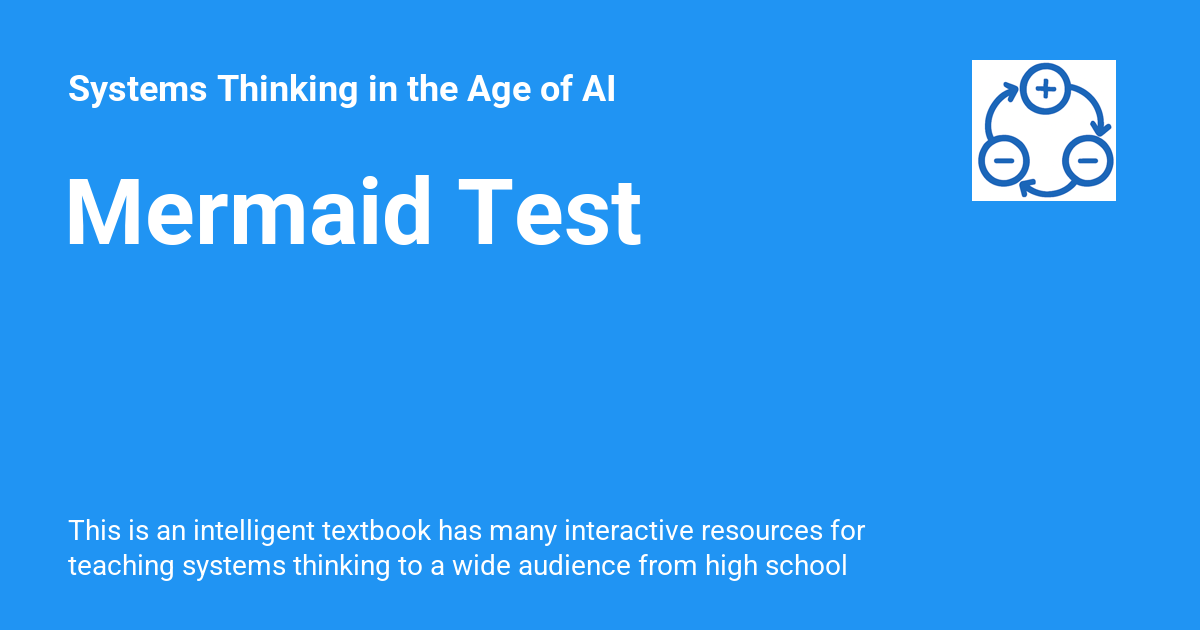 Systems Thinking in the Age of AI
Mermaid Test
This is an intelligent textbook has many interactive resources for
teaching systems thinking to a wide audience from high school